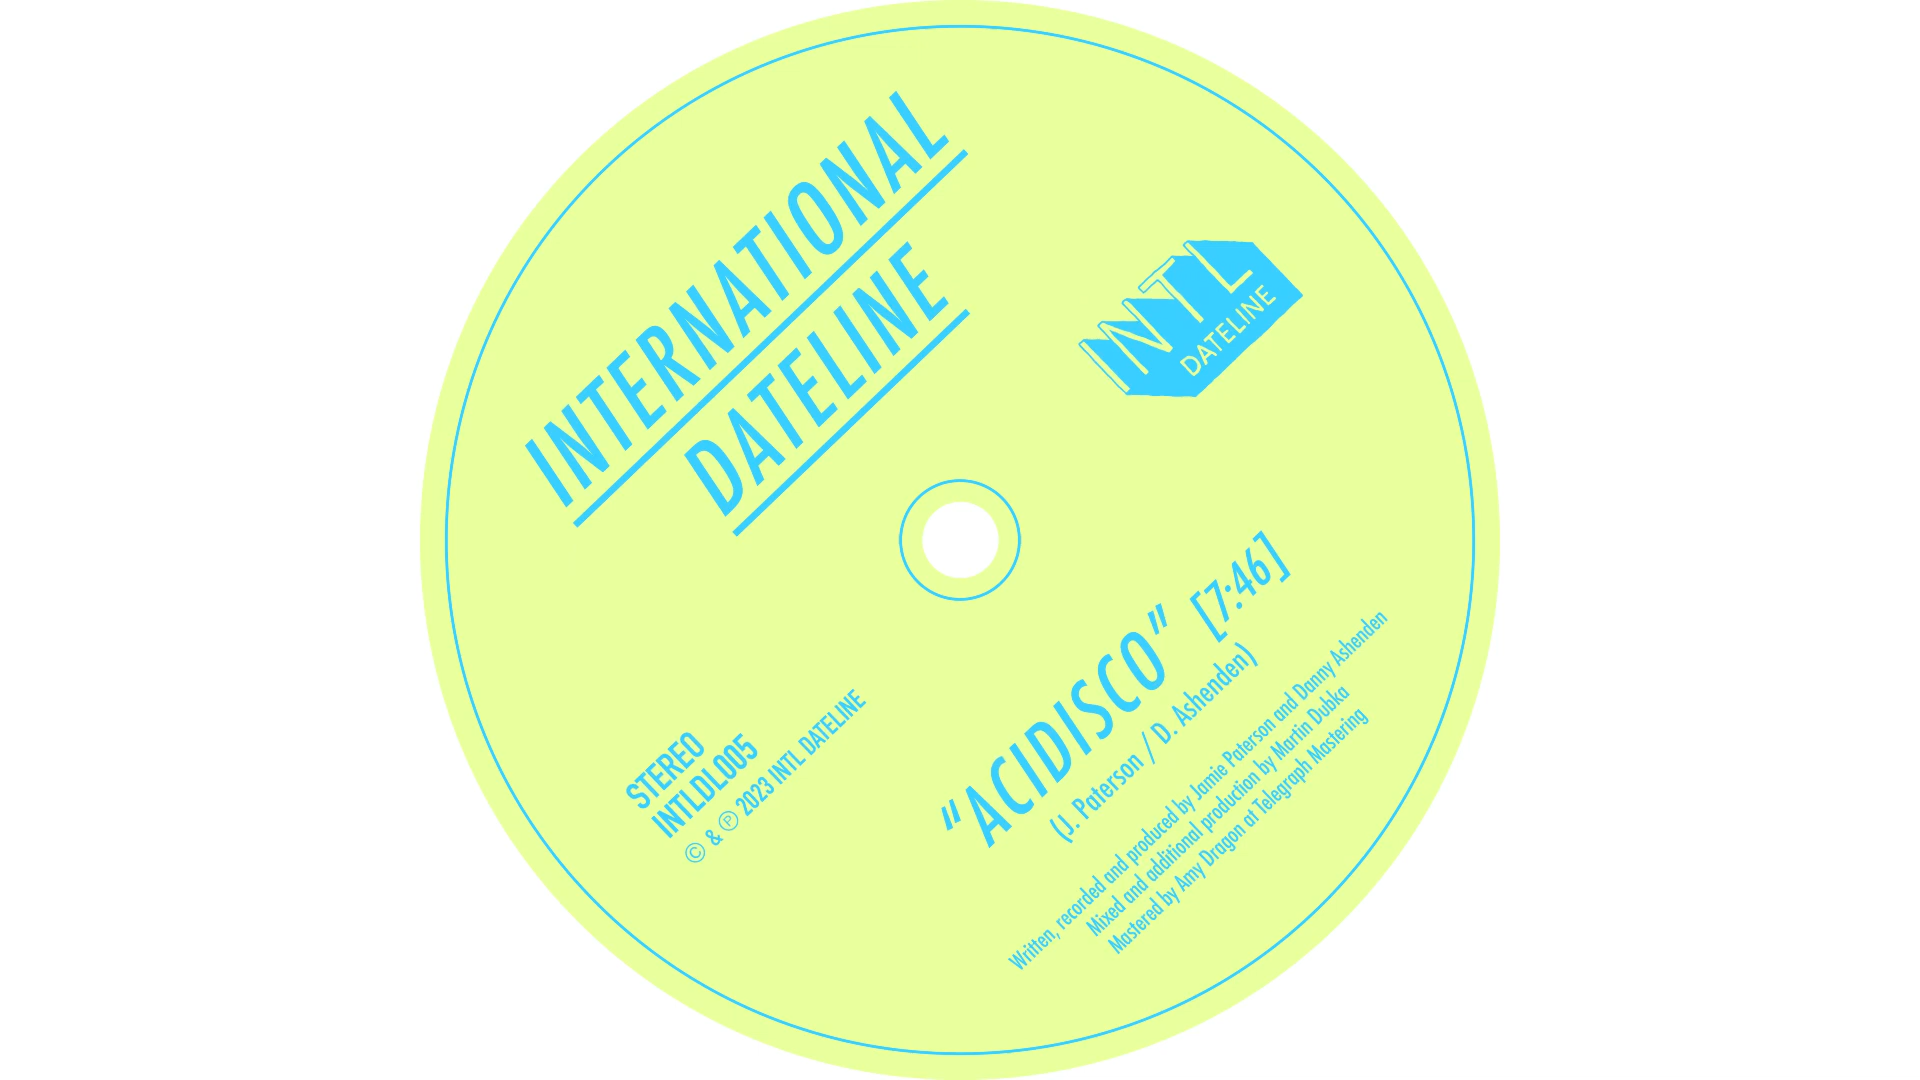 INTERNATIONAL
DATELINE
INTL
DATELINE
"ACIDISCO" [7:46]
(J. Paterson / D. Ashenden)
Written, recorded and produced by Jamie Paterson and Danny Ashenden
Mixed and additional production by Martin Dubka
Mastered by Amy Dragon at Telegraph Mastering
STEREO
INTLDL005
© & ℗ 2023 INTL DATELINE